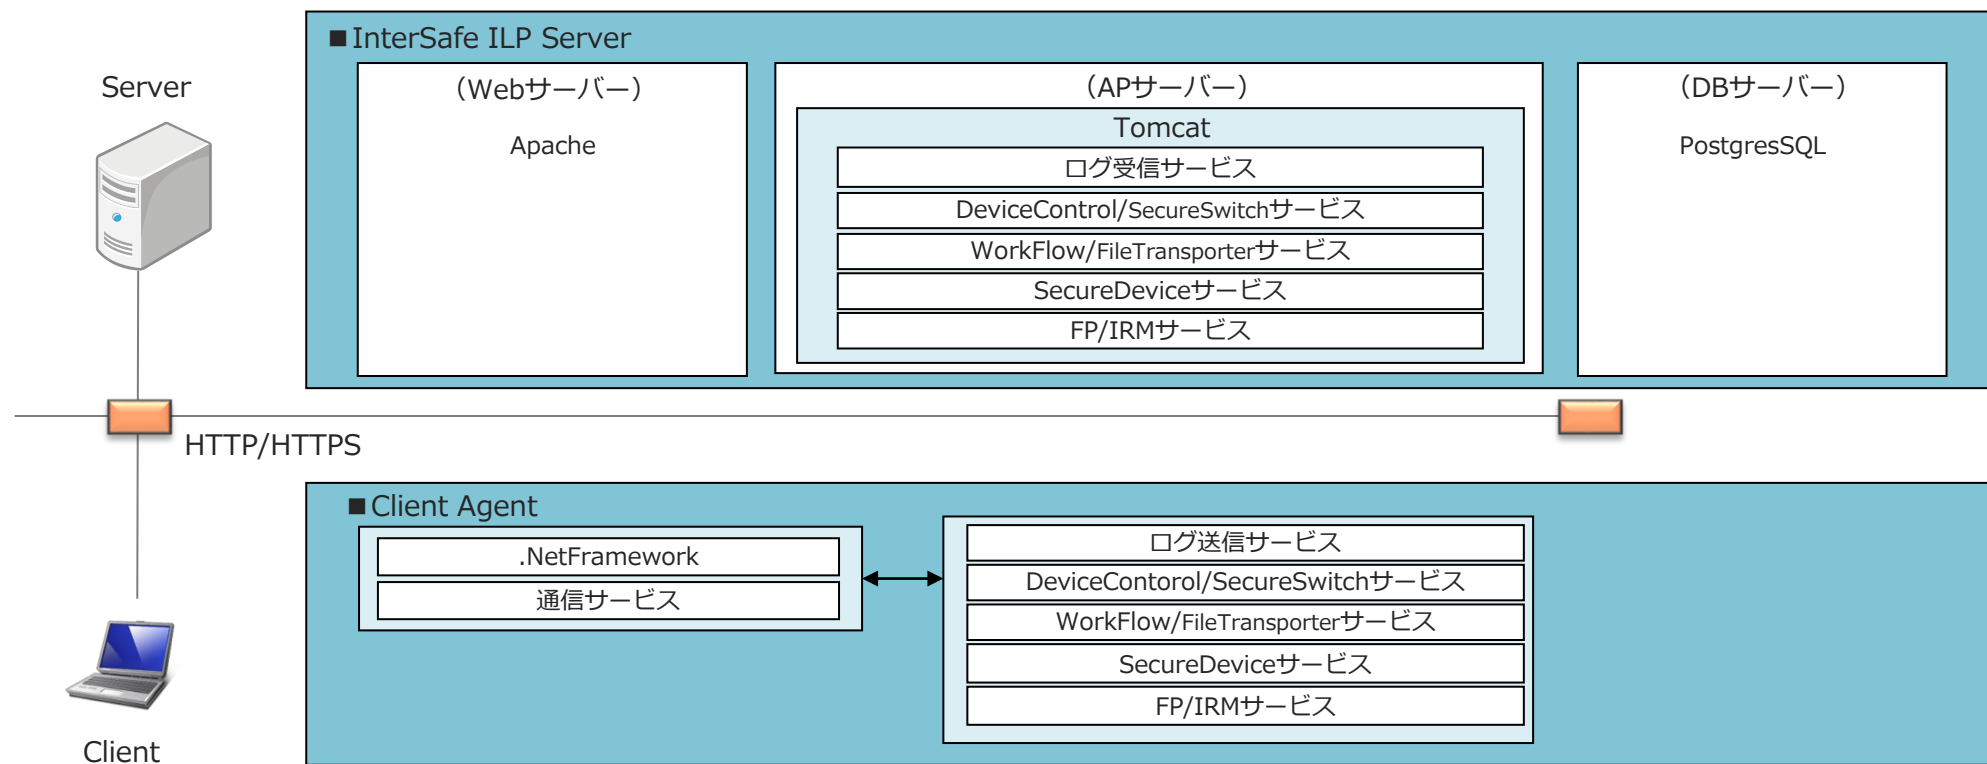 ■InterSafe ILP Server
Server
（Webサーバー）
Apache
（APサーバー）
Tomcat
ログ受信サービス
DeviceControl/SecureSwitchサービス
WorkFlow/FileTransporterサービス
SecureDeviceサービス
FP/IRMサービス
（DBサーバー）
PostgresSQL
HTTP/HTTPS
■Client Agent
.NetFramework
通信サービス
ログ送信サービス
DeviceContorol/SecureSwitchサービス
WorkFlow/FileTransporterサービス
SecureDeviceサービス
FP/IRMサービス
Client